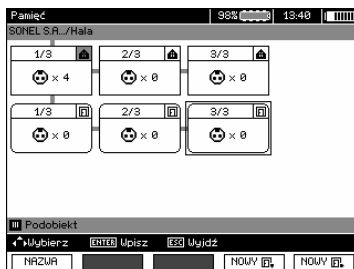 Pamięć 98% 13:40
SONEL S.A../Hala
1/3 2/3 3/3
× 4 × 0 × 0
1/3 2/3 3/3
× 0 × 0 × 0
Podobiekt
Wybierz ENTER Wpisz ESC Wyjdź
NAZWA NOWY NOWY